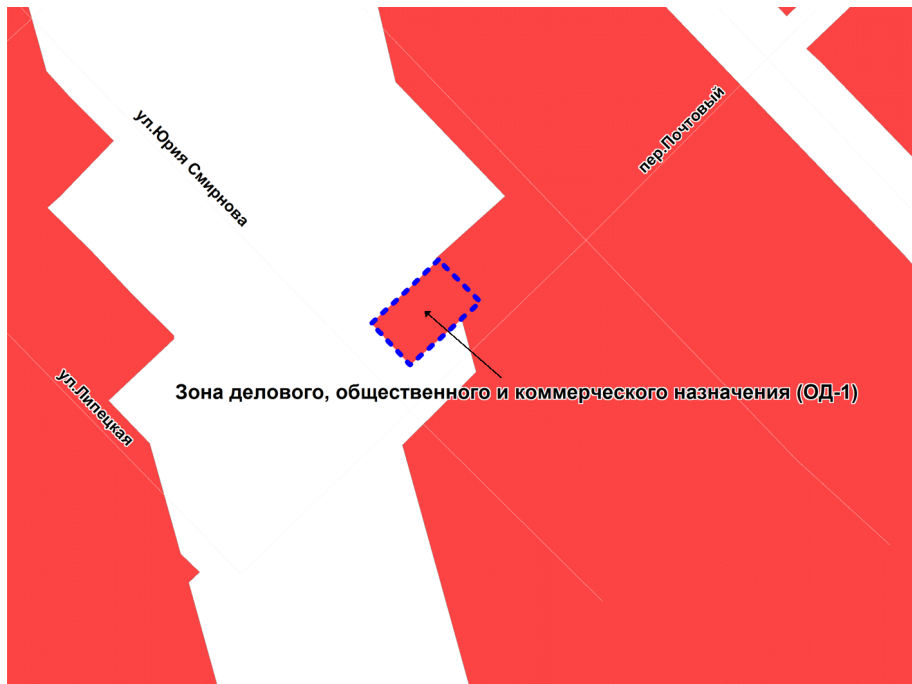 ул.Юрия Смирнова
пер.Почтовый
ул.Липецкая
Зона делового, общественного и коммерческого назначения (ОД-1)